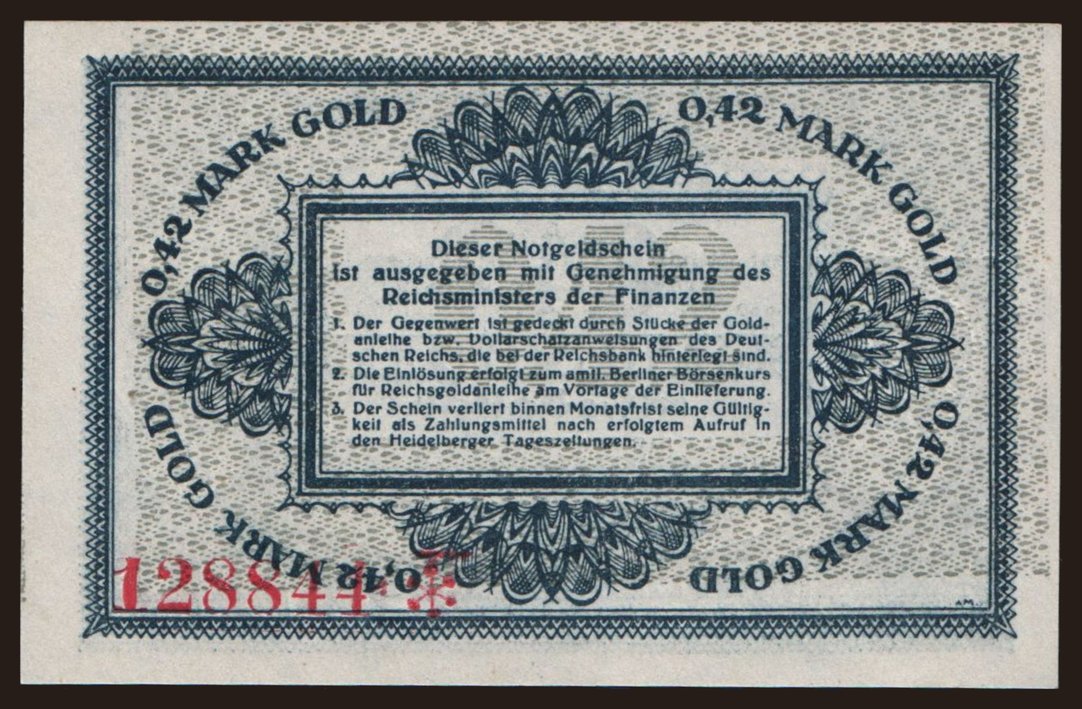 0,42 MARK GOLD
0,42 MARK GOLD
Dieser Notgeldschein
ist ausgegeben mit Genehmigung des
Reichsministers der Finanzen
1. Der Gegenwert ist gedeckt durch Stücke der Gold-
anleihe bzw. Dollarschatzanweisungen des Deut-
schen Reichs, die bei der Reichsbank hinterlegt sind.
2. Die Einlösung erfolgt zum amtl. Berliner Börsenkurs
für Reichsgoldanleihe am Vortage der Einlieferung.
3. Der Schein verliert binnen Monatsfrist seine Gültig-
keit als Zahlungsmittel nach erfolgtem Aufruf in
den Heidelberger Tageszeitungen.
0,42 MARK GOLD
0,42 MARK GOLD
128844 *
AM.